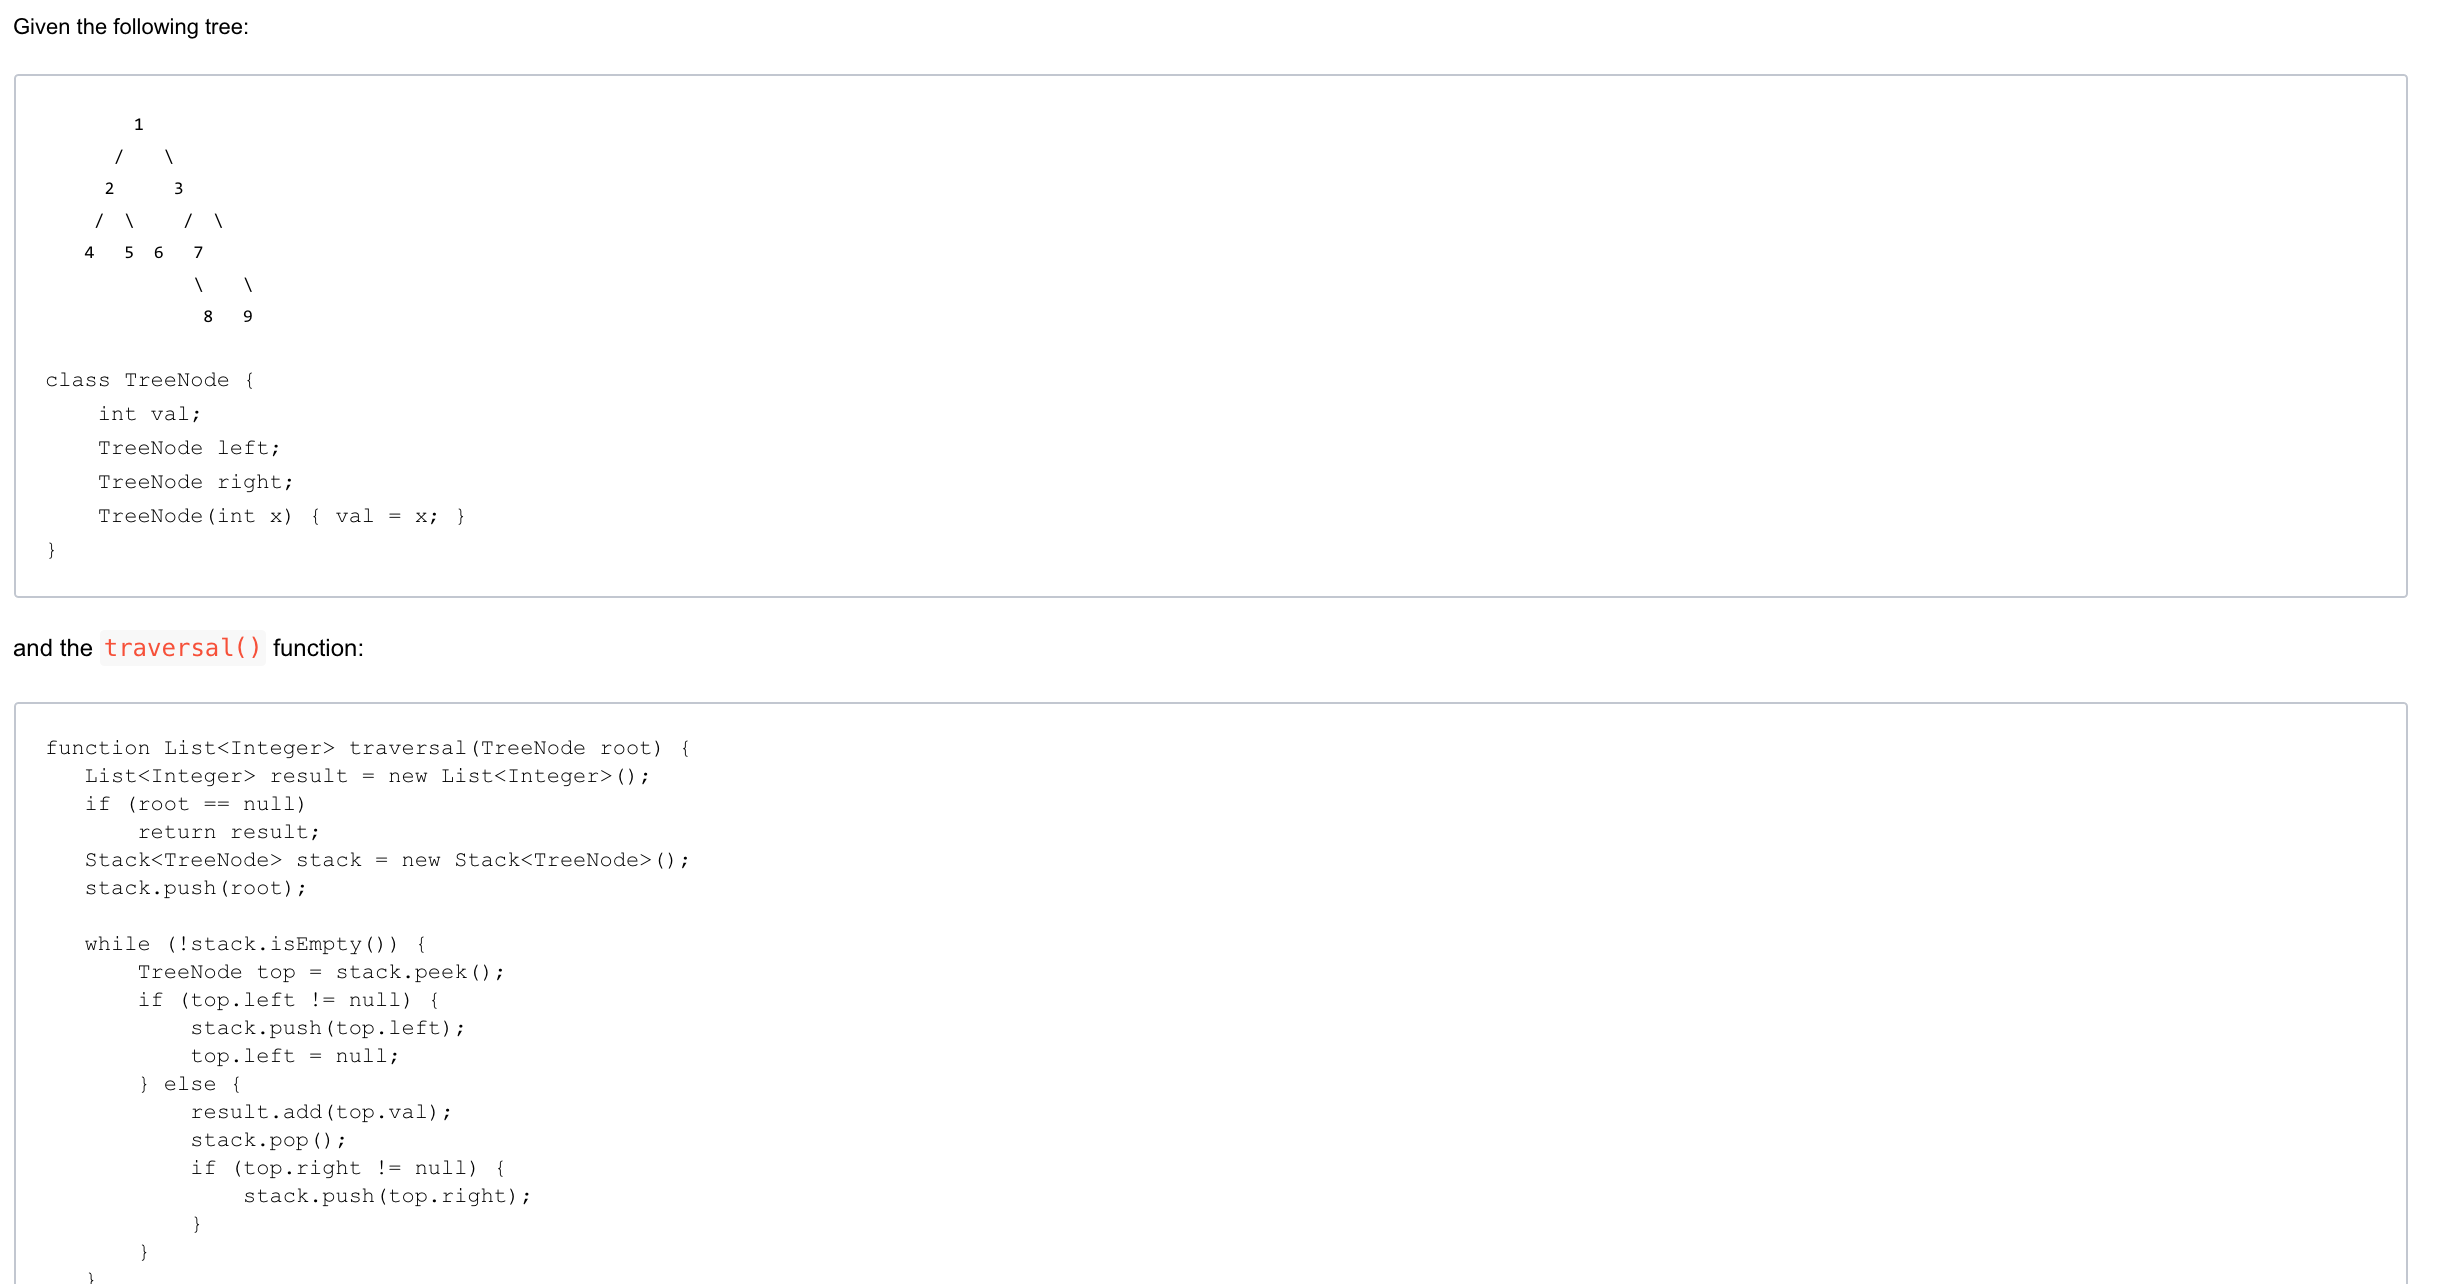 Given the following tree:
1
/ \
2 3
/ \ / \
4 5 6 7
\ \
8 9
class TreeNode {
int val;
TreeNode left;
TreeNode right;
TreeNode(int x) { val = x; }
}
and the traversal() function:
function List<Integer> traversal(TreeNode root) {
List<Integer> result = new List<Integer>();
if (root == null)
return result;
Stack<TreeNode> stack = new Stack<TreeNode>();
stack.push(root);
while (!stack.isEmpty()) {
TreeNode top = stack.peek();
if (top.left != null) {
stack.push(top.left);
top.left = null;
} else {
result.add(top.val);
stack.pop();
if (top.right != null) {
stack.push(top.right);
}
}
}